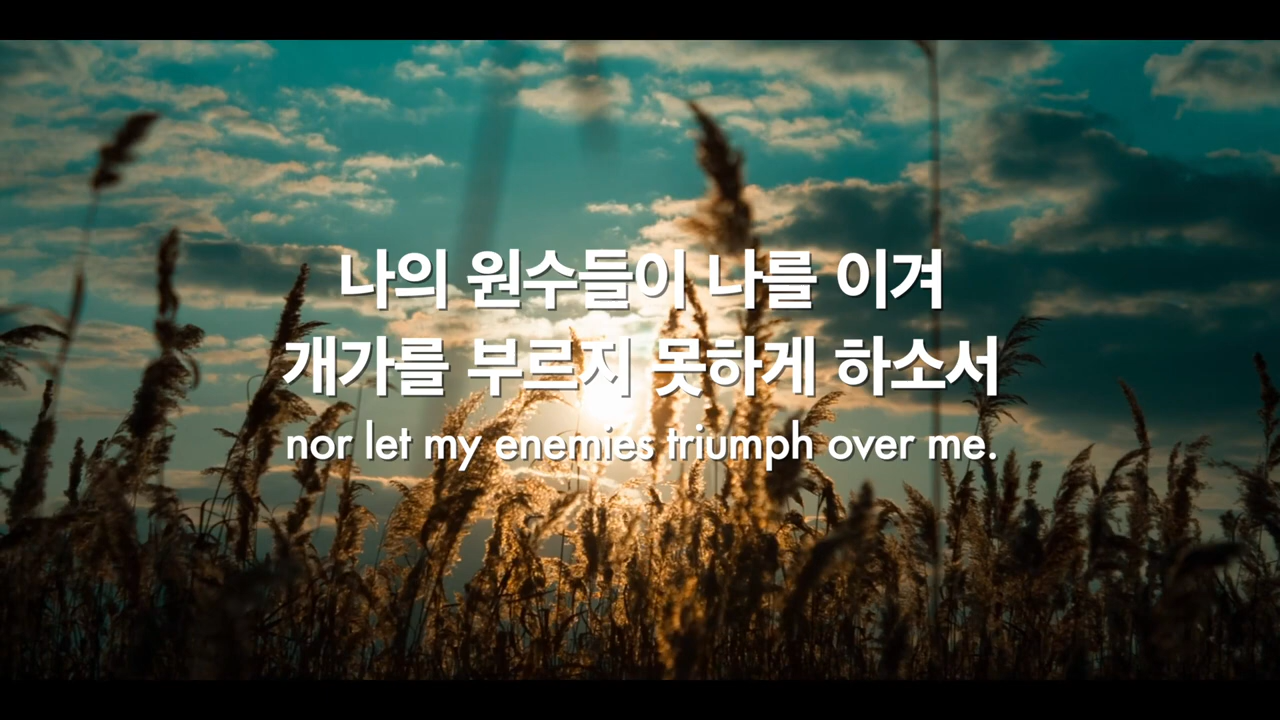 나의 원수들이 나를 이겨
개가를 부르지 못하게 하소서
nor let my enemies triumph over me.